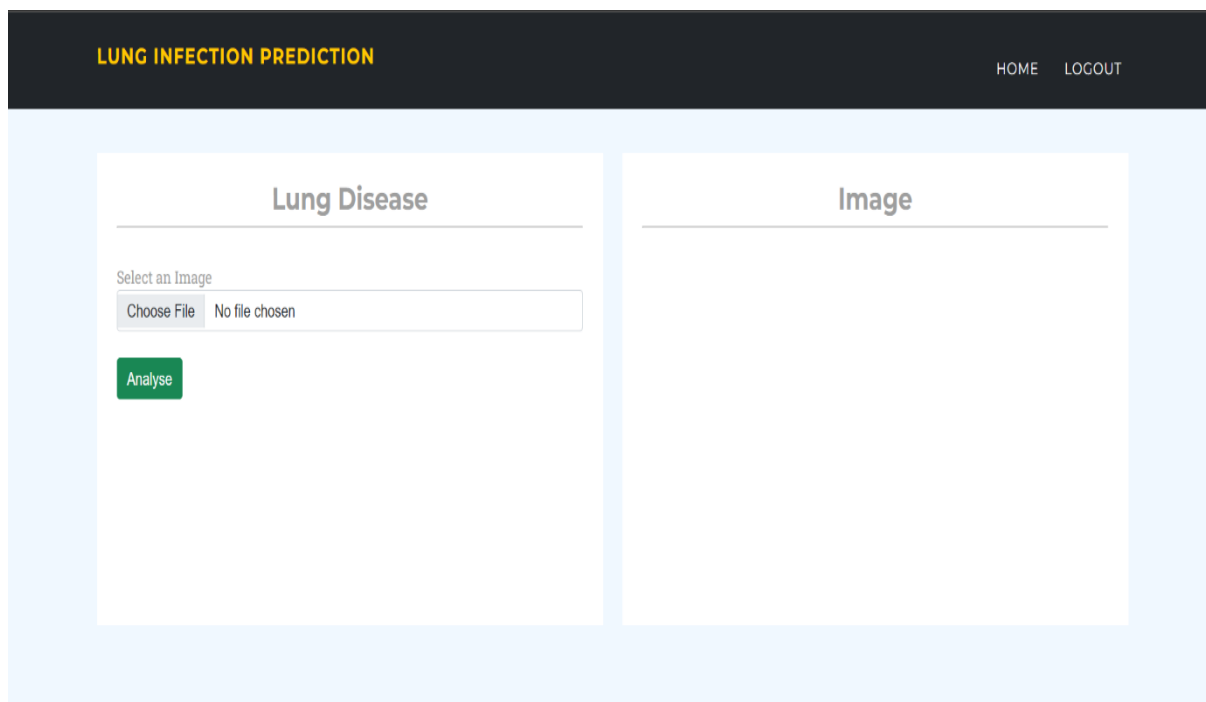 LUNG INFECTION PREDICTION
HOME LOGOUT
Lung Disease
Select an Image
Choose File No file chosen
Analyse
Image